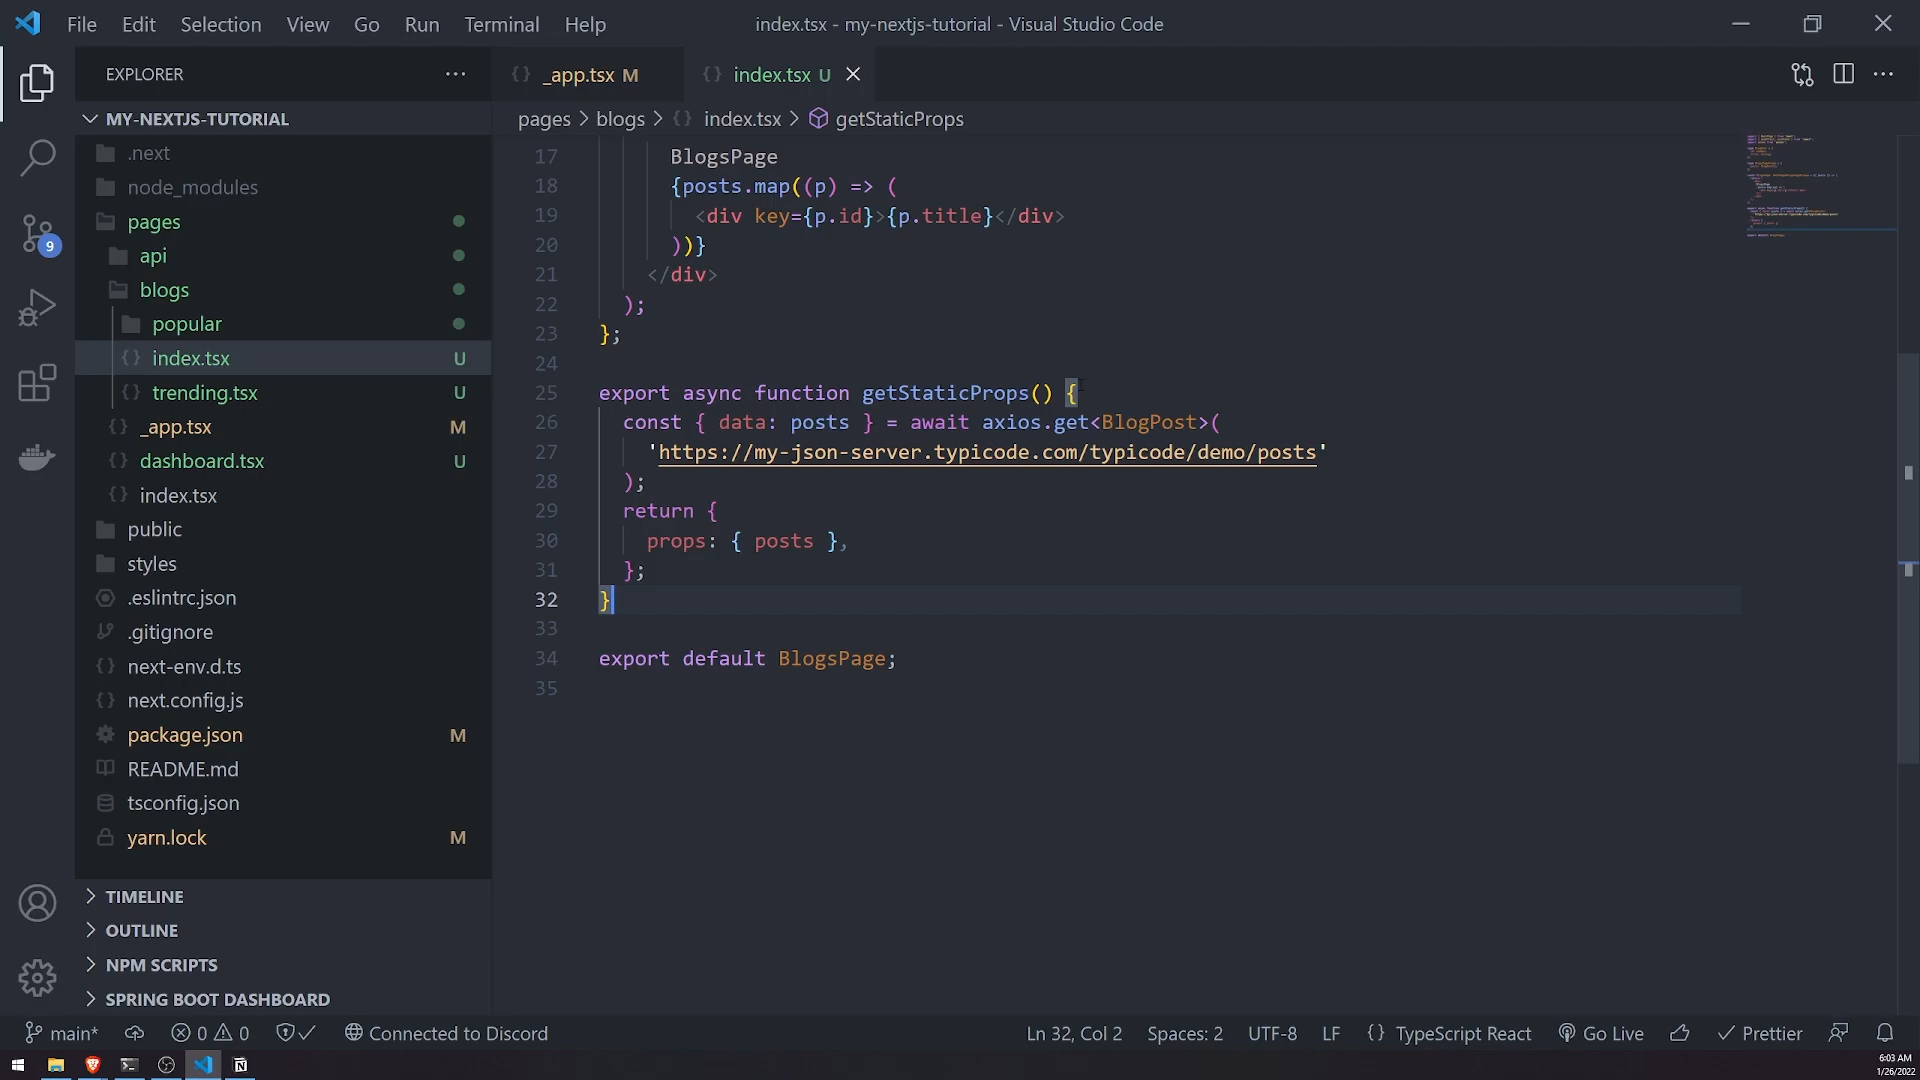 File Edit Selection View Go Run Terminal Help
index.tsx - my-nextjs-tutorial - Visual Studio Code
EXPLORER
MY-NEXTJS-TUTORIAL
.next
node_modules
pages
api
blogs
popular
index.tsx U
trending.tsx U
_app.tsx M
dashboard.tsx U
index.tsx
public
styles
.eslintrc.json
.gitignore
next-env.d.ts
next.config.js
package.json M
README.md
tsconfig.json
yarn.lock M
TIMELINE
OUTLINE
NPM SCRIPTS
SPRING BOOT DASHBOARD
9
_app.tsx M
index.tsx U
pages > blogs > index.tsx > getStaticProps
17 BlogsPage
18 {posts.map((p) => (
19 <div key={p.id}>{p.title}</div>
20 ))}
21 </div>
22 );
23 };
24
25 export async function getStaticProps() {
26 const { data: posts } = await axios.get<BlogPost>(
27 'https://my-json-server.typicode.com/typicode/demo/posts'
28 );
29 return {
30 props: { posts },
31 };
32 }
33
34 export default BlogsPage;
35
main* 0 0 Connected to Discord
Ln 32, Col 2 Spaces: 2 UTF-8 LF {} TypeScript React Go Live Prettier
6:03 AM
1/26/2022